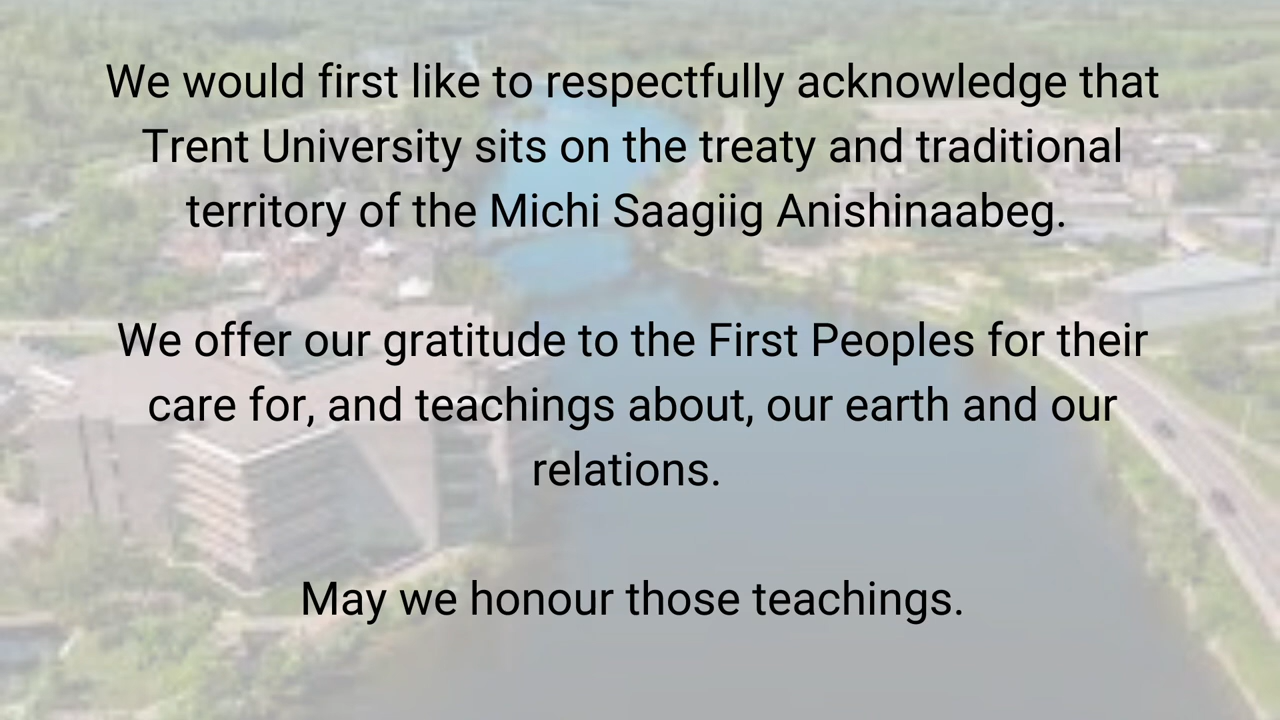 We would first like to respectfully acknowledge that
Trent University sits on the treaty and traditional
territory of the Michi Saagiig Anishinaabeg.
We offer our gratitude to the First Peoples for their
care for, and teachings about, our earth and our
relations.
May we honour those teachings.